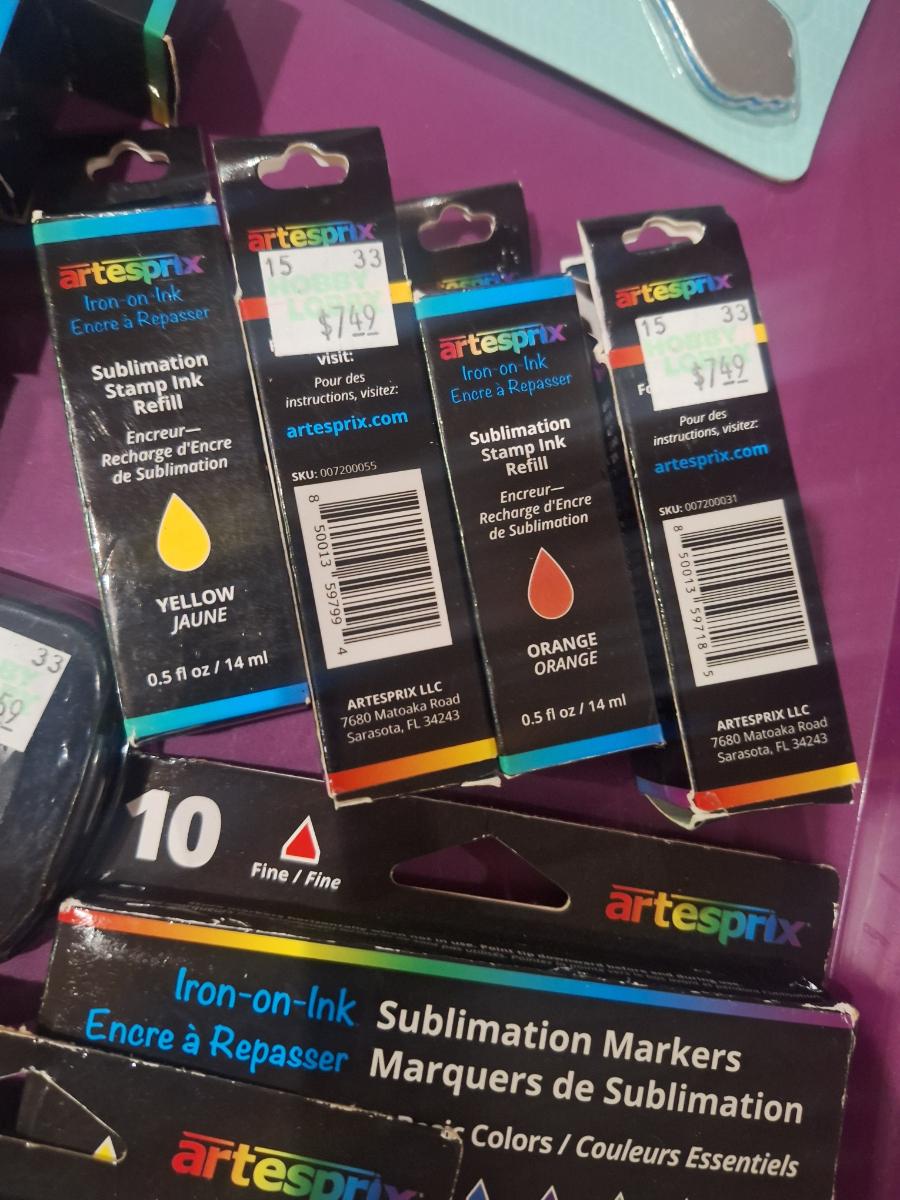 artesprix
Iron-on-Ink
Encre à Repasser
Sublimation
Stamp Ink
Refill
Encreur—
Recharge d'Encre
de Sublimation
YELLOW
JAUNE
0.5 fl oz / 14 ml
artesprix
15 33
HOBBY
LOBBY
$7.49
visit:
Pour des
instructions, visitez:
artesprix.com
SKU: 007200055
8 50013 59799 4
ARTESPRIX LLC
7680 Matoaka Road
Sarasota, FL 34243
artesprix
Iron-on-Ink
Encre à Repasser
Sublimation
Stamp Ink
Refill
Encreur—
Recharge d'Encre
de Sublimation
ORANGE
ORANGE
0.5 fl oz / 14 ml
artesprix
15 33
HOBBY
$7.49
Pour des
instructions, visitez:
artesprix.com
SKU: 007200031
8 50013 59718 5
ARTESPRIX LLC
7680 Matoaka Road
Sarasota, FL 34243
33
10
Fine / Fine
artesprix
Iron-on-Ink
Encre à Repasser
Sublimation Markers
Marquers de Sublimation
Colors / Couleurs Essentiels
artesprix